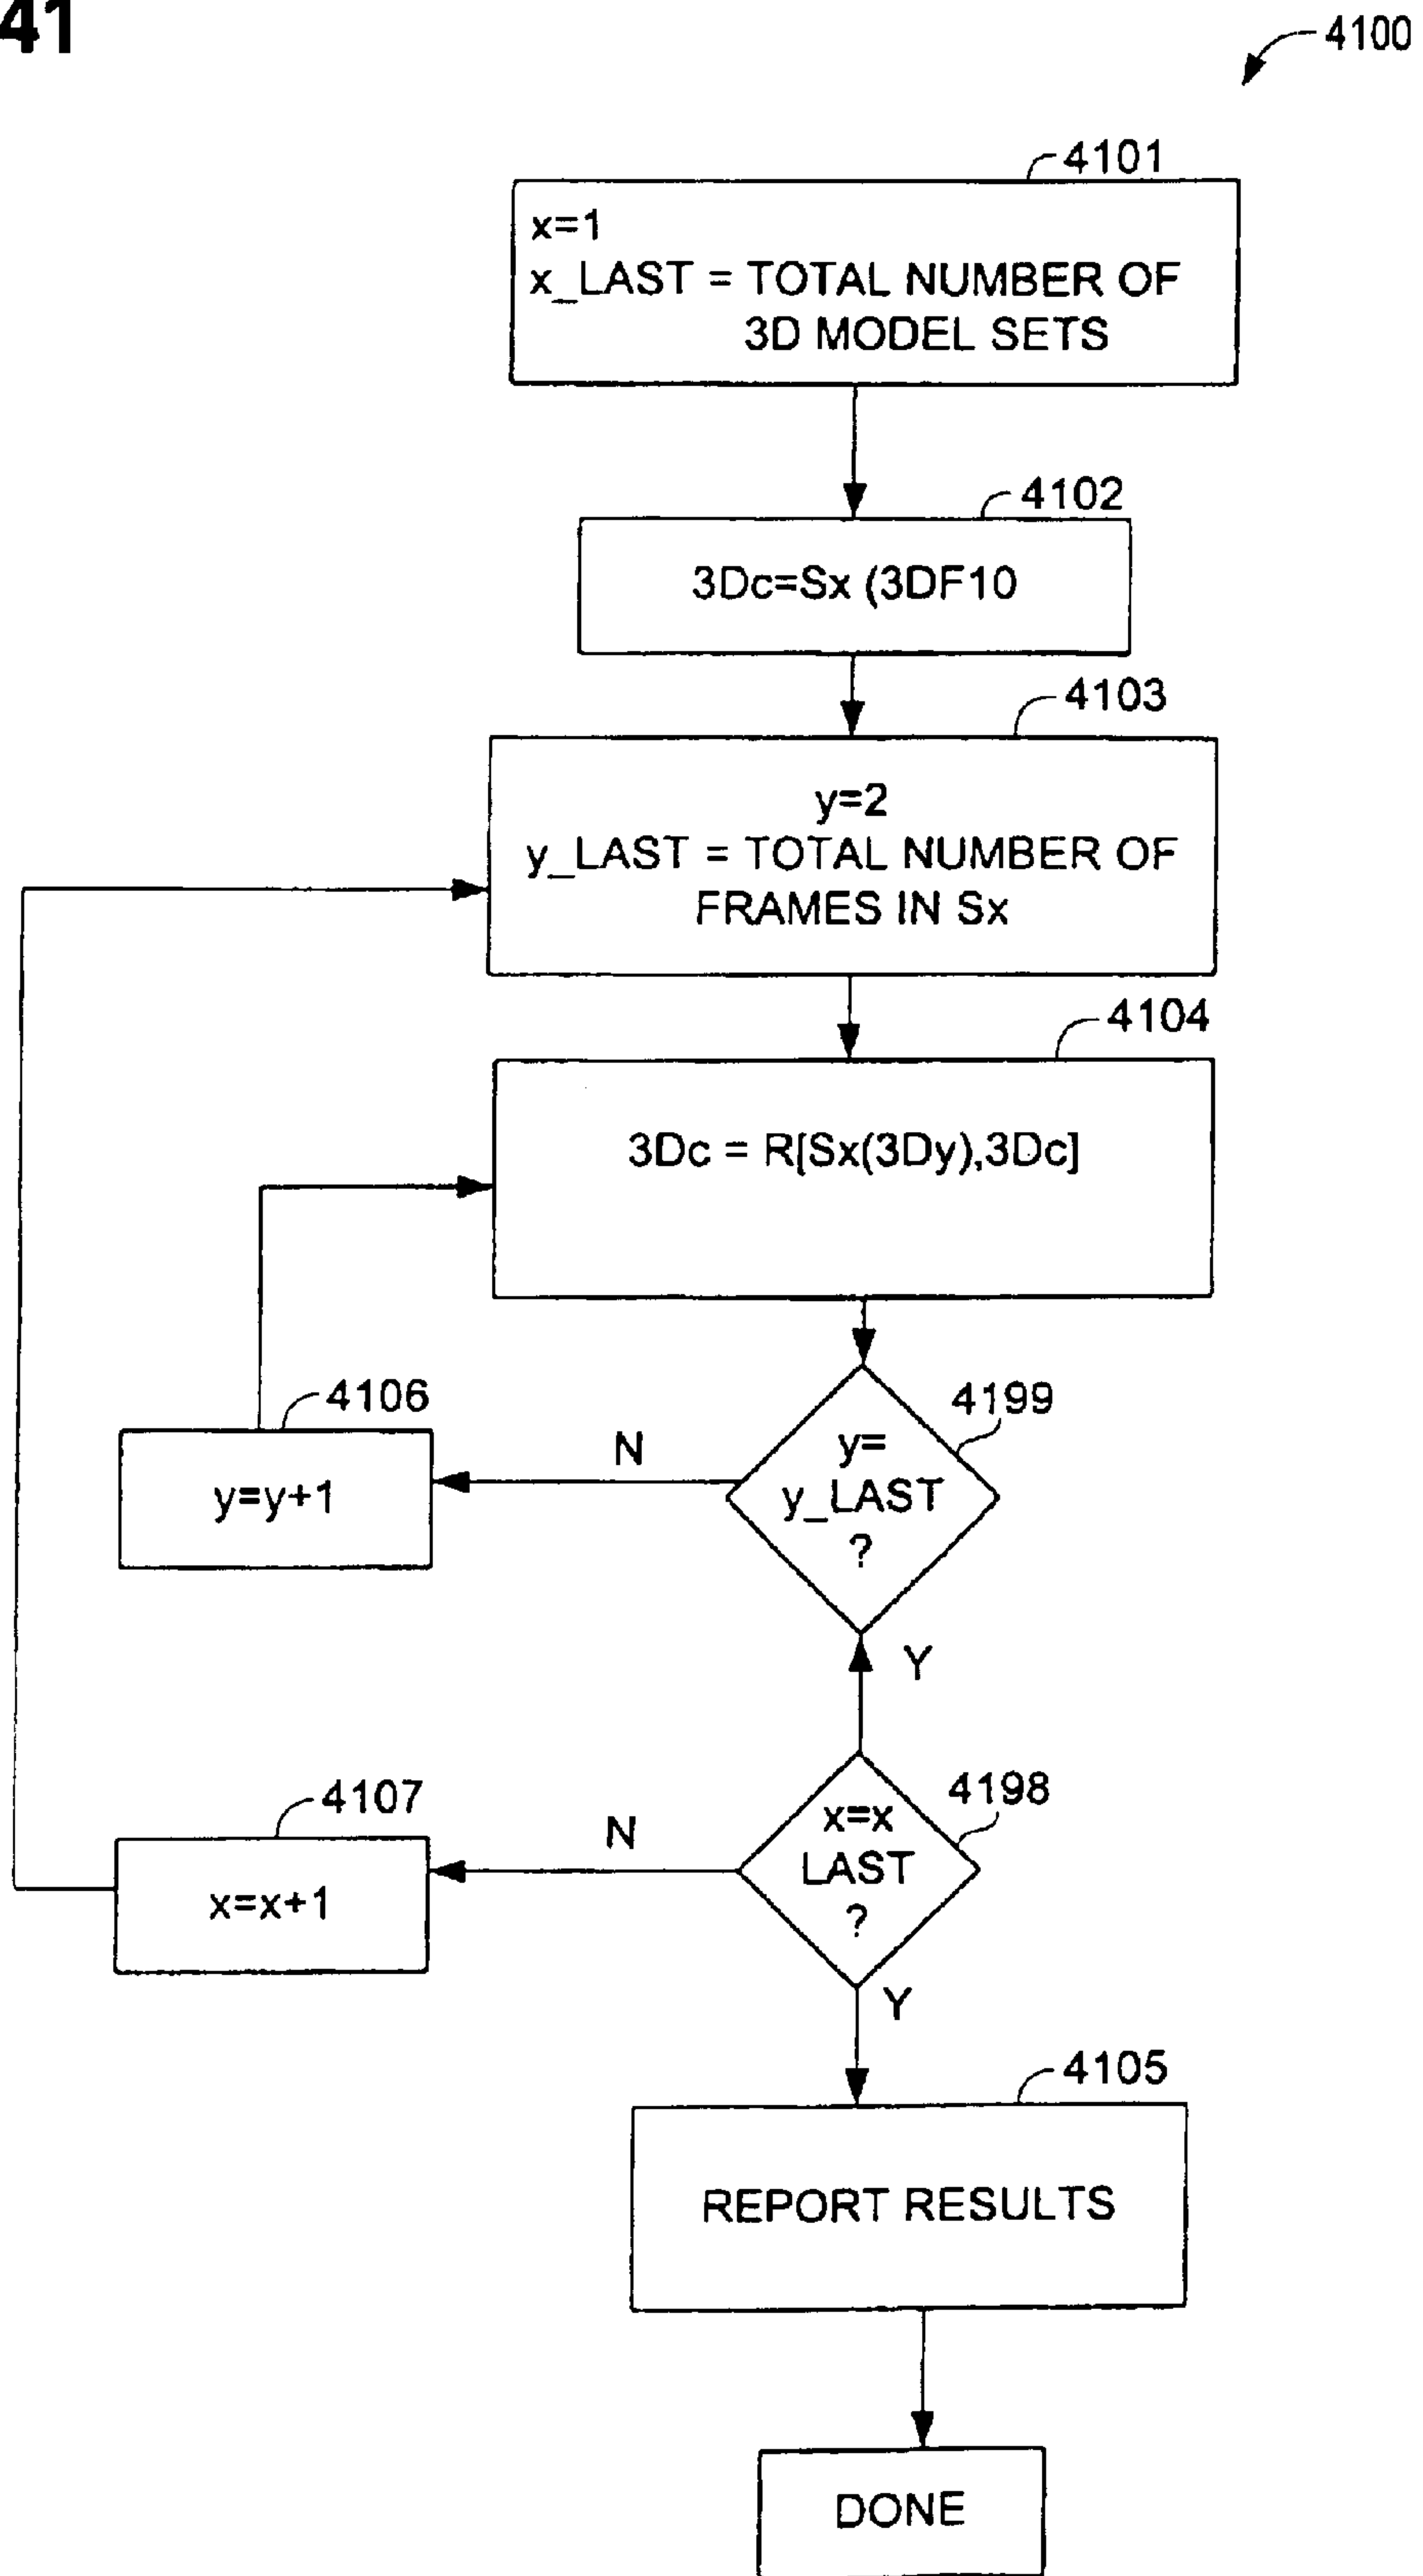 41
4100
4101
x=1
x_LAST = TOTAL NUMBER OF
3D MODEL SETS
4102
3Dc=Sx (3DF10
4103
y=2
y_LAST = TOTAL NUMBER OF
FRAMES IN Sx
4104
3Dc = R[Sx(3Dy),3Dc]
4106
y=y+1
N
4199
y=
y_LAST
?
Y
4107
x=x+1
N
4198
x=x
LAST
?
Y
4105
REPORT RESULTS
DONE